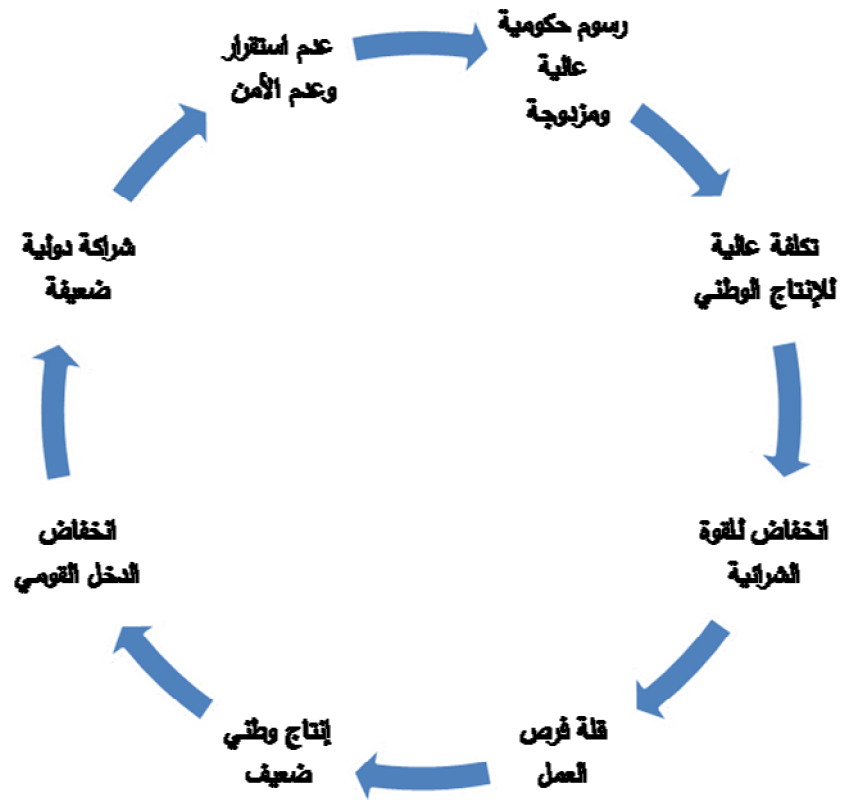 رسوم حكومية
عالية
ومزدوجة
تكلفة عالية
للإنتاج الوطني
انخفاض للقوة
الشرائية
قلة فرص
العمل
إنتاج وطني
ضعيف
انخفاض
الدخل القومي
شراكة دولية
ضعيفة
عدم استقرار
وعدم الأمن